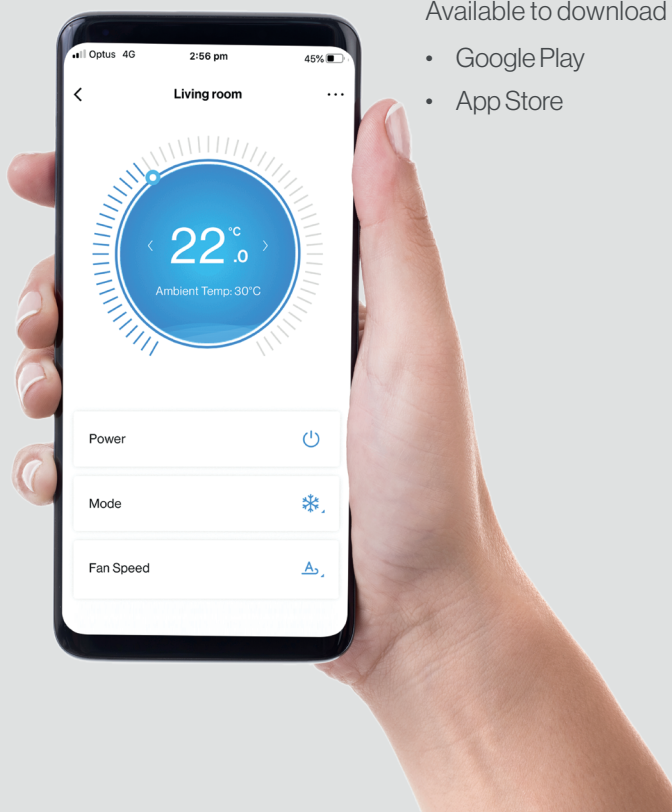 Available to download
• Google Play
• App Store
Optus 4G 2:56 pm 45%
Living room
22.0 °C
Ambient Temp: 30°C
Power
Mode
Fan Speed
A